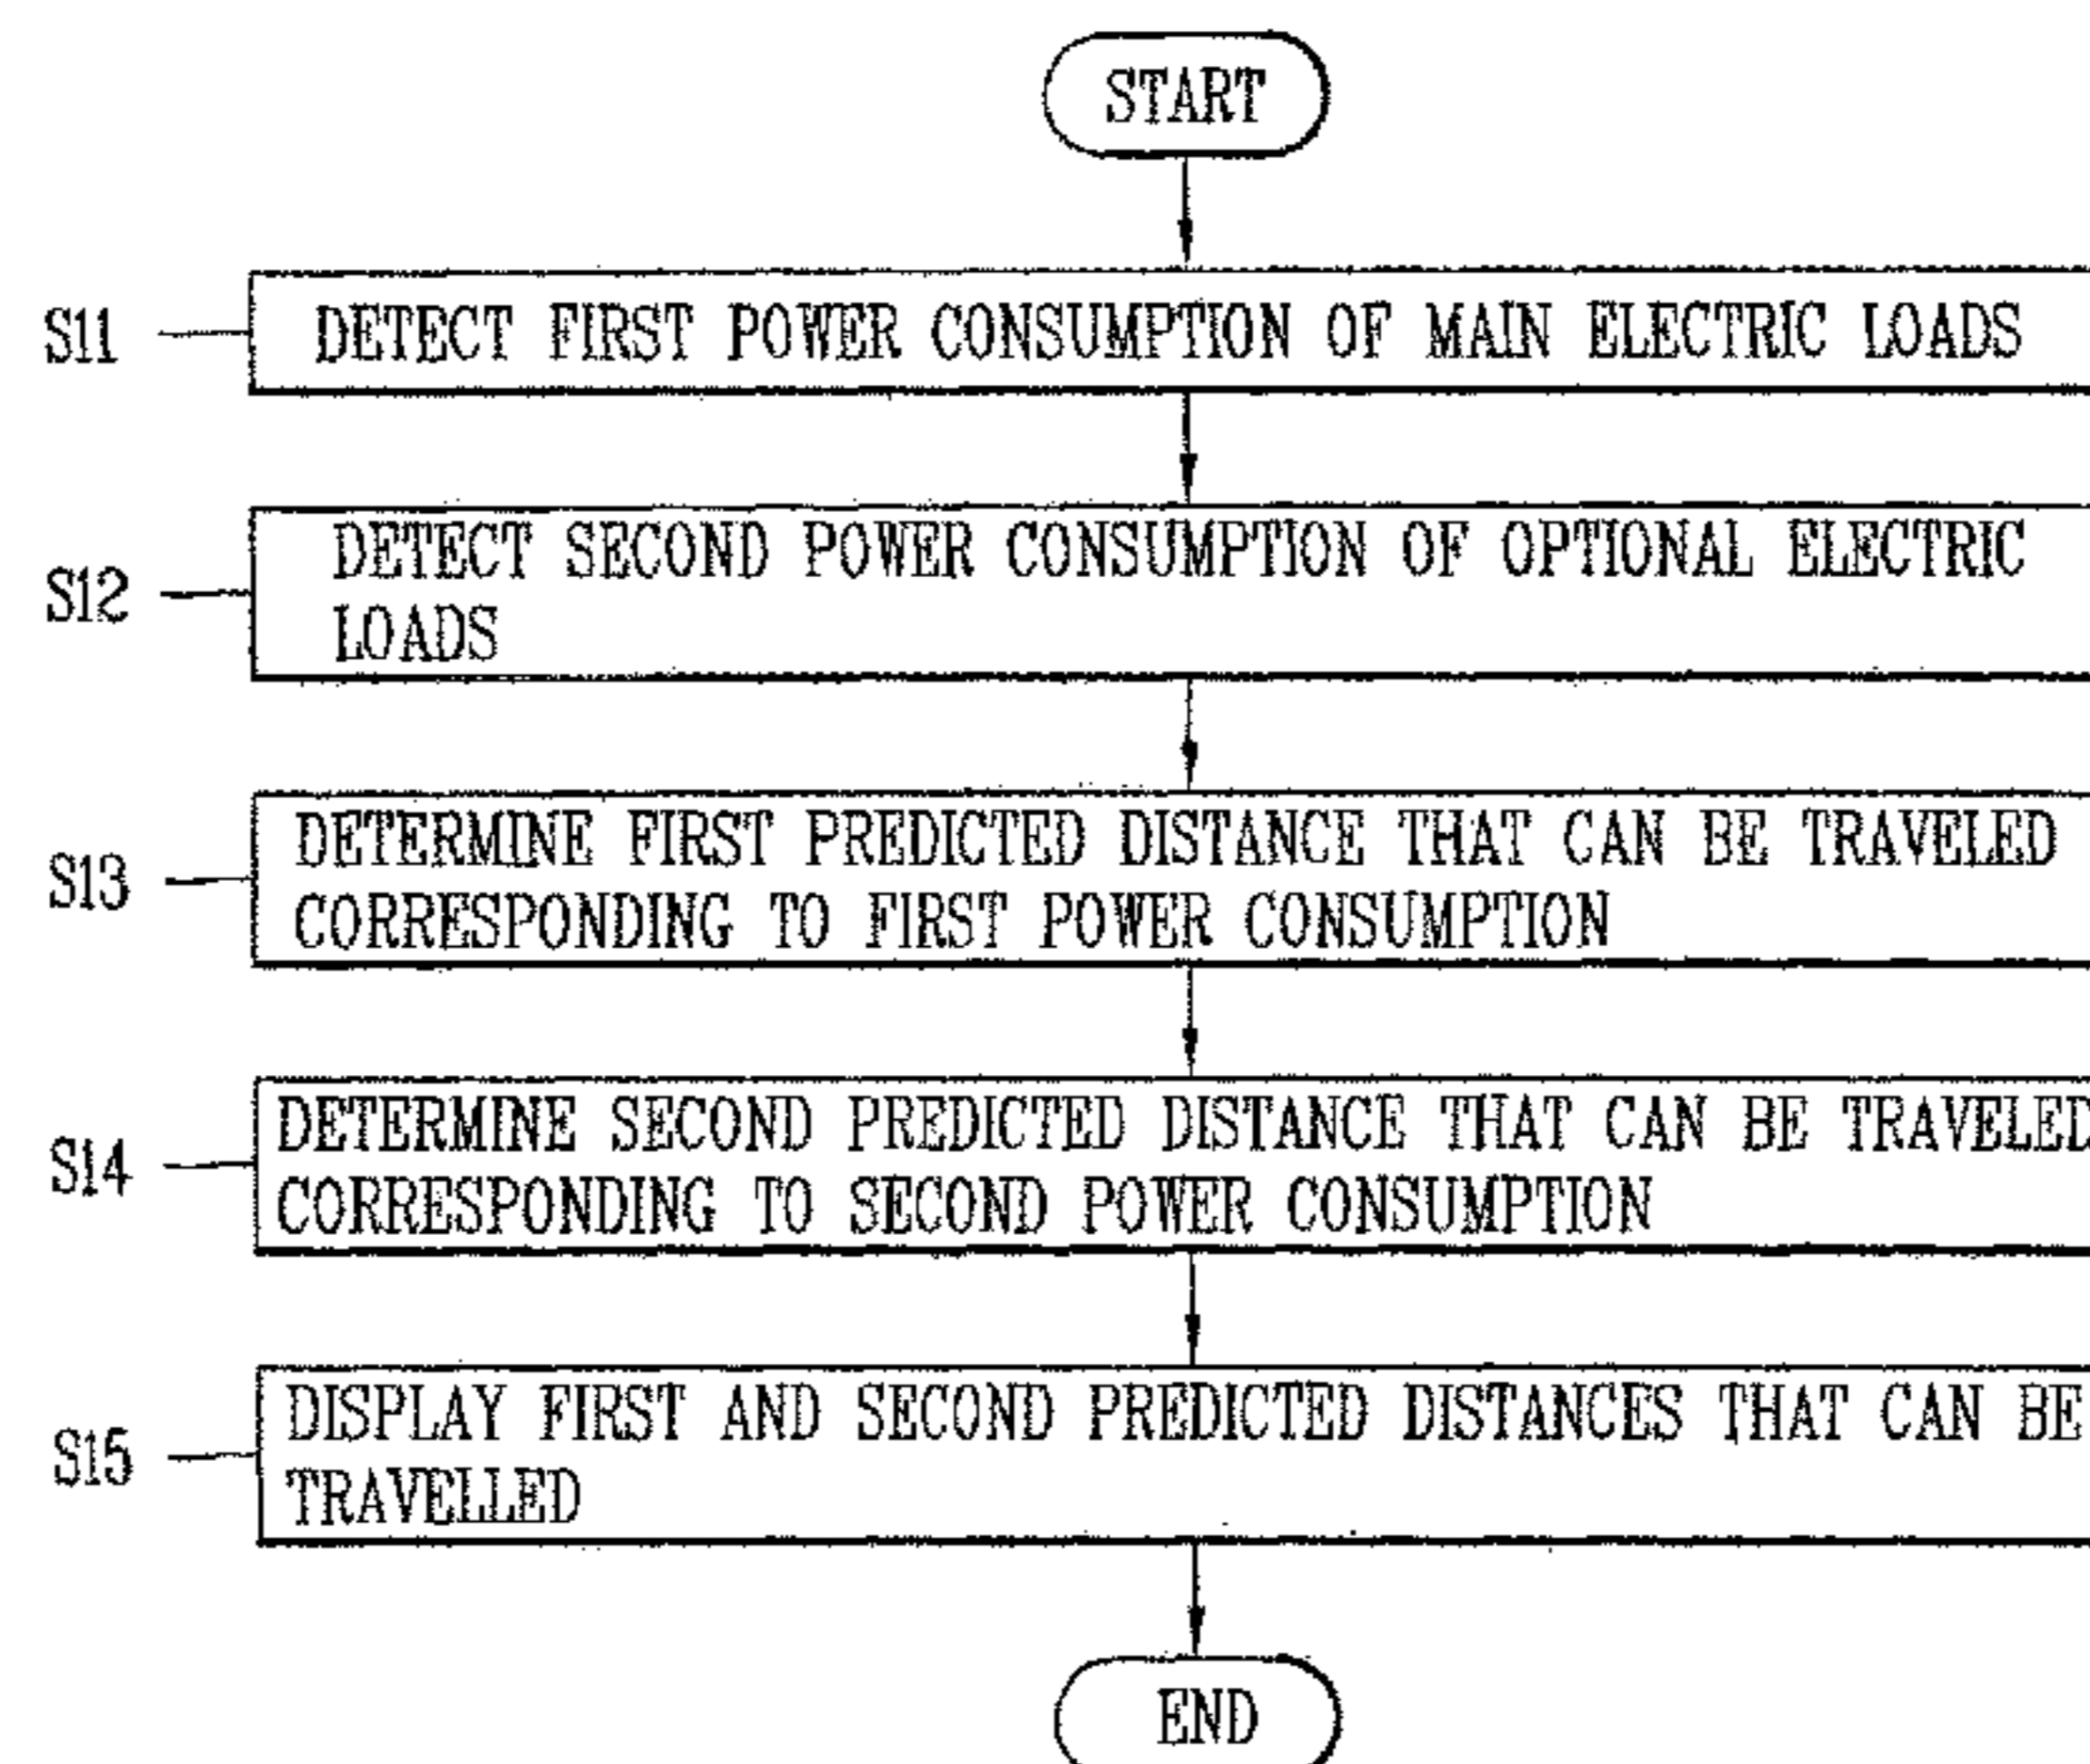 START
S11
DETECT FIRST POWER CONSUMPTION OF MAIN ELECTRIC LOADS
S12
DETECT SECOND POWER CONSUMPTION OF OPTIONAL ELECTRIC
LOADS
S13
DETERMINE FIRST PREDICTED DISTANCE THAT CAN BE TRAVELED
CORRESPONDING TO FIRST POWER CONSUMPTION
S14
DETERMINE SECOND PREDICTED DISTANCE THAT CAN BE TRAVELED
CORRESPONDING TO SECOND POWER CONSUMPTION
S15
DISPLAY FIRST AND SECOND PREDICTED DISTANCES THAT CAN BE
TRAVELLED
END